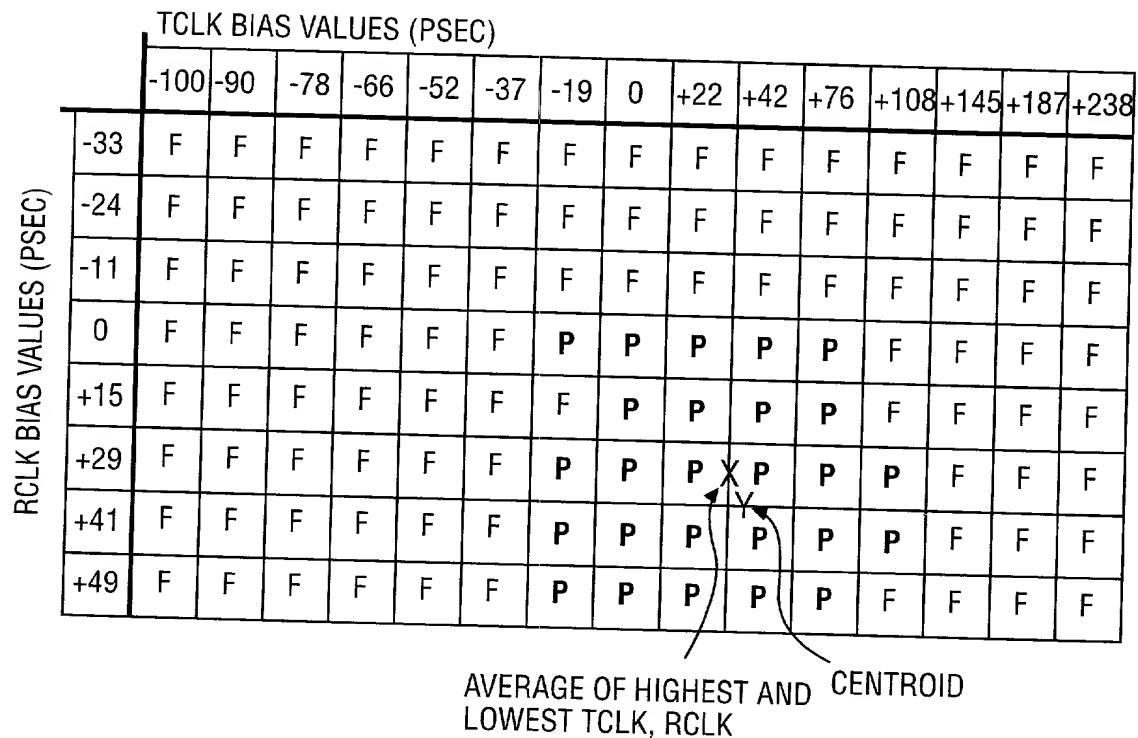 TCLK BIAS VALUES (PSEC)
-100 -90 -78 -66 -52 -37 -19 0 +22 +42 +76 +108 +145 +187 +238
RCLK BIAS VALUES (PSEC)
-33 F F F F F F F F F F F F F F F
-24 F F F F F F F F F F F F F F F
-11 F F F F F F F F F F F F F F F
0 F F F F F F P P P P P F F F F
+15 F F F F F F F P P P P F F F F
+29 F F F F F F P P P X P P P F F F
Y
+41 F F F F F F P P P P P P F F F
+49 F F F F F F P P P P P F F F F
AVERAGE OF HIGHEST AND
LOWEST TCLK, RCLK
CENTROID